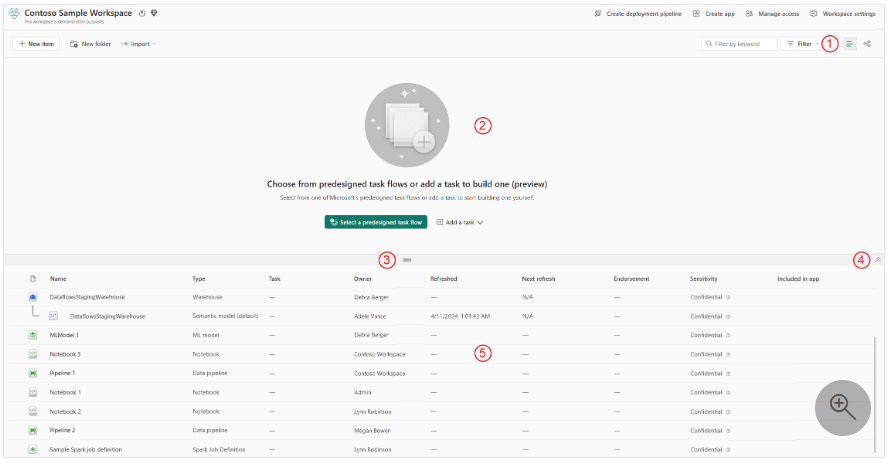 Contoso Sample Workspace
This workspace is demonstration purposes
Create deployment pipeline Create app Manage access Workspace settings
New item New folder Import Filter by keyword Filter 1
2
Choose from predesigned task flows or add a task to build one (preview)
Select from one of Microsoft's predesigned task flows or add a task to start building one yourself.
Select a predesigned task flow Add a task
3 4
Name Type Task Owner Refreshed Next refresh Endorsement Sensitivity Included in app
DataflowsStagingWarehouse Warehouse — Debra Berger — N/A — Confidential
DataflowsStagingWarehouse Semantic model (default) — Adele Vance 4/11/2024, 1:01:42 AM N/A — Confidential
MLModel 1 ML model — Debra Berger — — — Confidential
Notebook 3 Notebook — Contoso Workspace — 5 — — Confidential
Pipeline 1 Data pipeline — Contoso Workspace — — — Confidential
Notebook 1 Notebook — Admin — — — Confidential
Notebook 2 Notebook — Lynn Robinson — — — Confidential
Pipeline 2 Data pipeline — Megan Bowen — — — Confidential
Sample Spark job definition Spark Job Definition — Lynn Robinson — — — Confidential